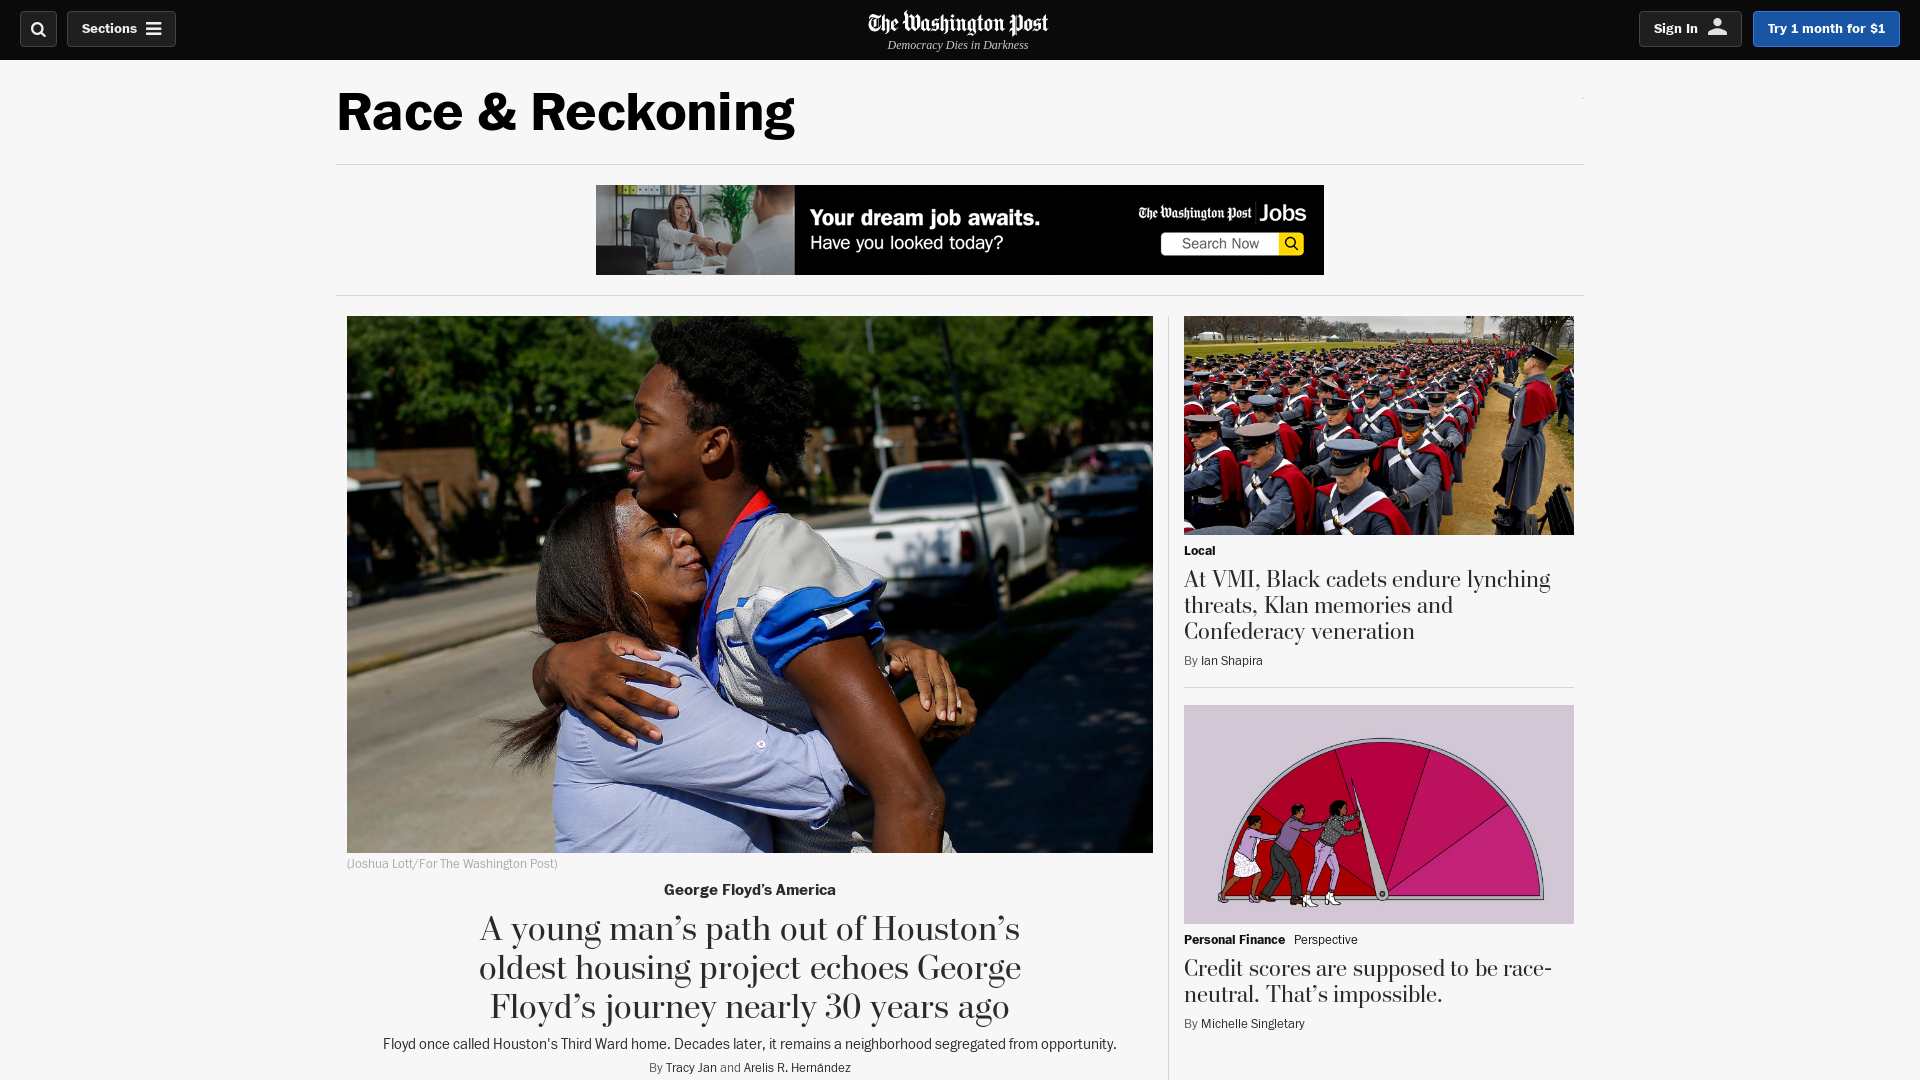 Sections
The Washington Post
Democracy Dies in Darkness
Sign In
Try 1 month for $1
Race & Reckoning
Your dream job awaits.
Have you looked today?
The Washington Post Jobs
Search Now
(Joshua Lott/For The Washington Post)
George Floyd’s America
A young man’s path out of Houston’s
oldest housing project echoes George
Floyd’s journey nearly 30 years ago
Floyd once called Houston's Third Ward home. Decades later, it remains a neighborhood segregated from opportunity.
By Tracy Jan and Arelis R. Hernández
Local
At VMI, Black cadets endure lynching
threats, Klan memories and
Confederacy veneration
By Ian Shapira
Personal Finance Perspective
Credit scores are supposed to be race-
neutral. That’s impossible.
By Michelle Singletary